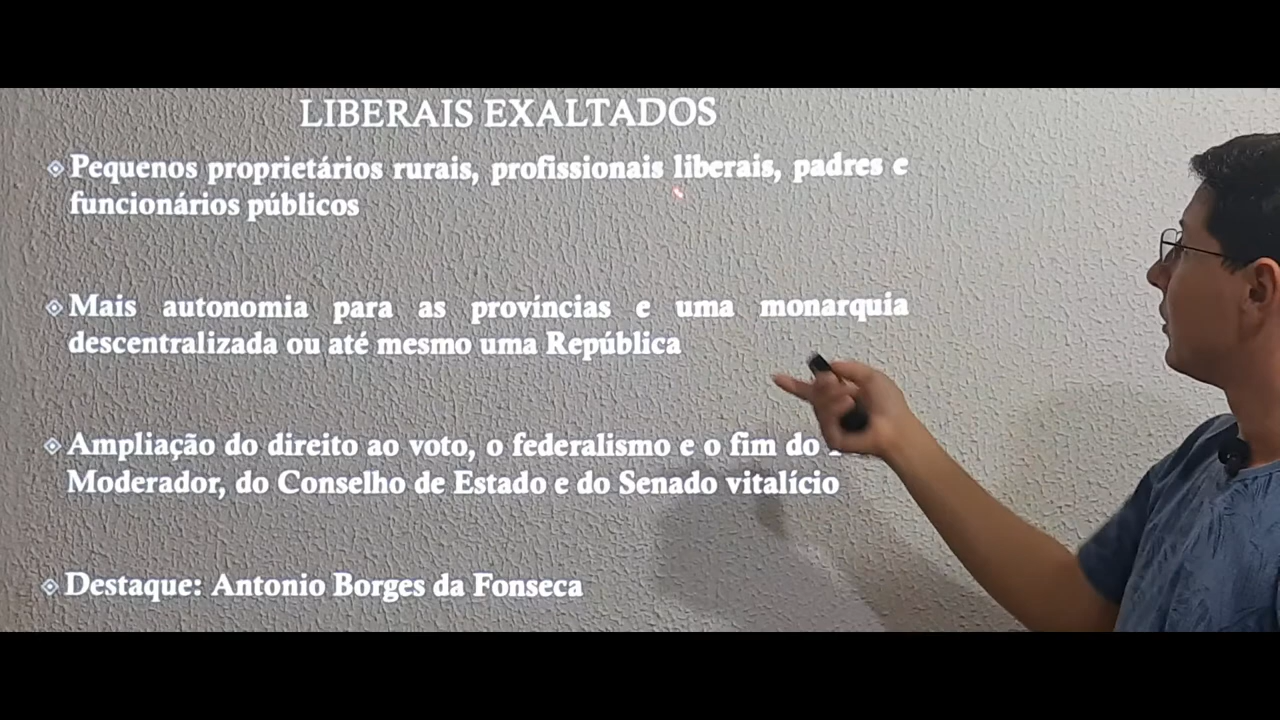 LIBERAIS EXALTADOS
Pequenos proprietários rurais, profissionais liberais, padres e
funcionários públicos
Mais autonomia para as províncias e uma monarquia
descentralizada ou até mesmo uma República
Ampliação do direito ao voto, o federalismo e o fim do
Moderador, do Conselho de Estado e do Senado vitalício
Destaque: Antonio Borges da Fonseca